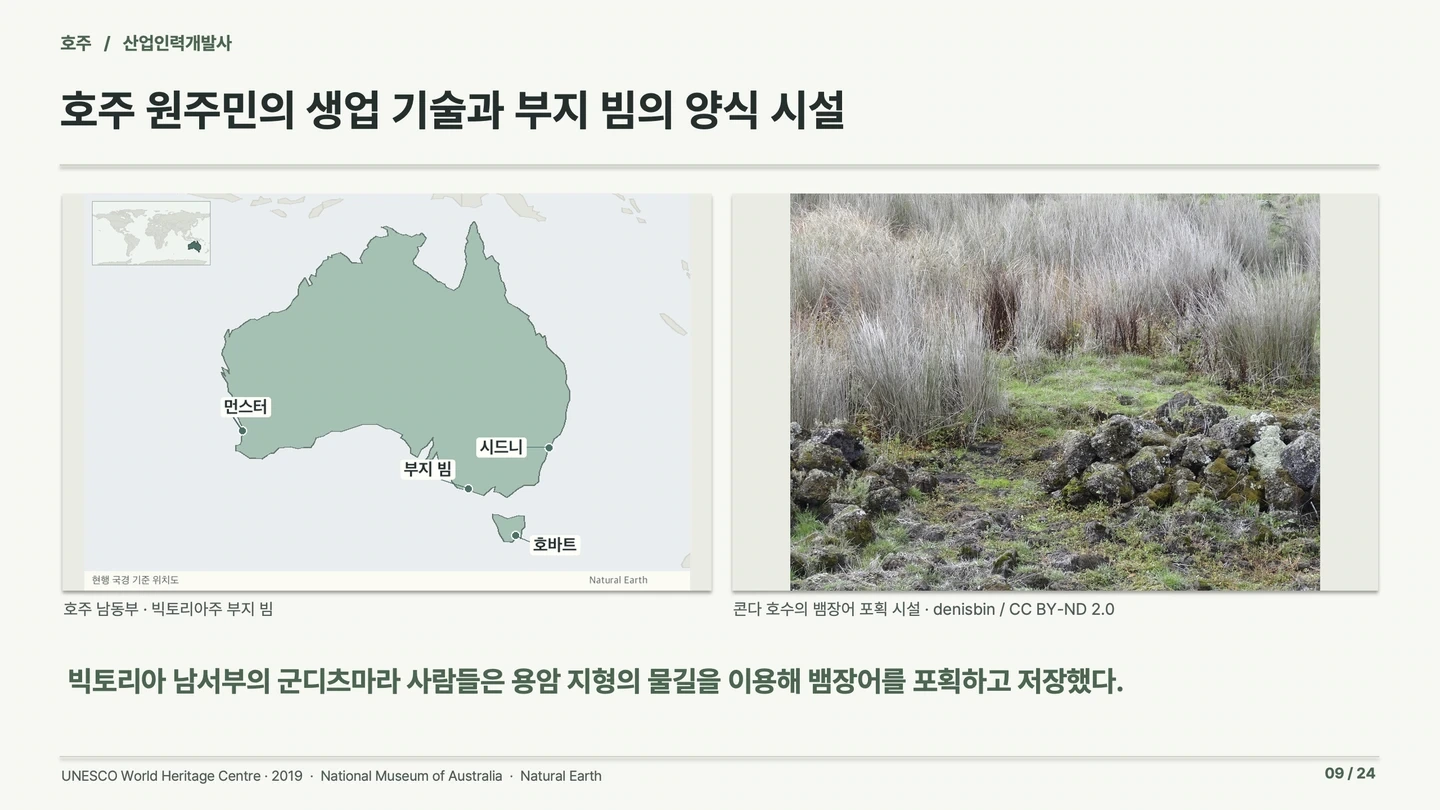 호주 / 산업인력개발사
호주 원주민의 생업 기술과 부지 빔의 양식 시설
먼스터
시드니
부지 빔
호바트
현행 국경 기준 위치도
Natural Earth
호주 남동부 · 빅토리아주 부지 빔
콘다 호수의 뱀장어 포획 시설 · denisbin / CC BY-ND 2.0
빅토리아 남서부의 군디츠마라 사람들은 용암 지형의 물길을 이용해 뱀장어를 포획하고 저장했다.
UNESCO World Heritage Centre · 2019 · National Museum of Australia · Natural Earth
09 / 24